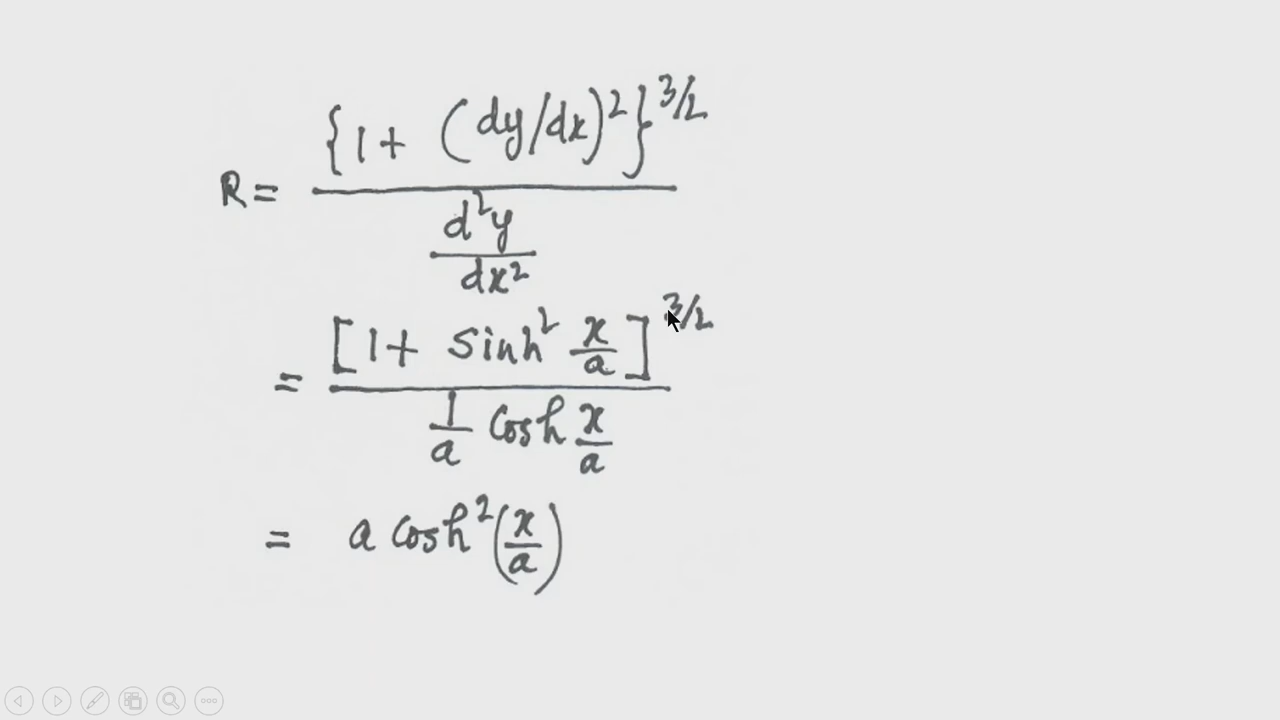 R = {1 + (dy/dx)²}^3/2 / (d²y/dx²)
= [1 + sinh² x/a]^3/2 / (1/a cosh x/a)
= a cosh² (x/a)